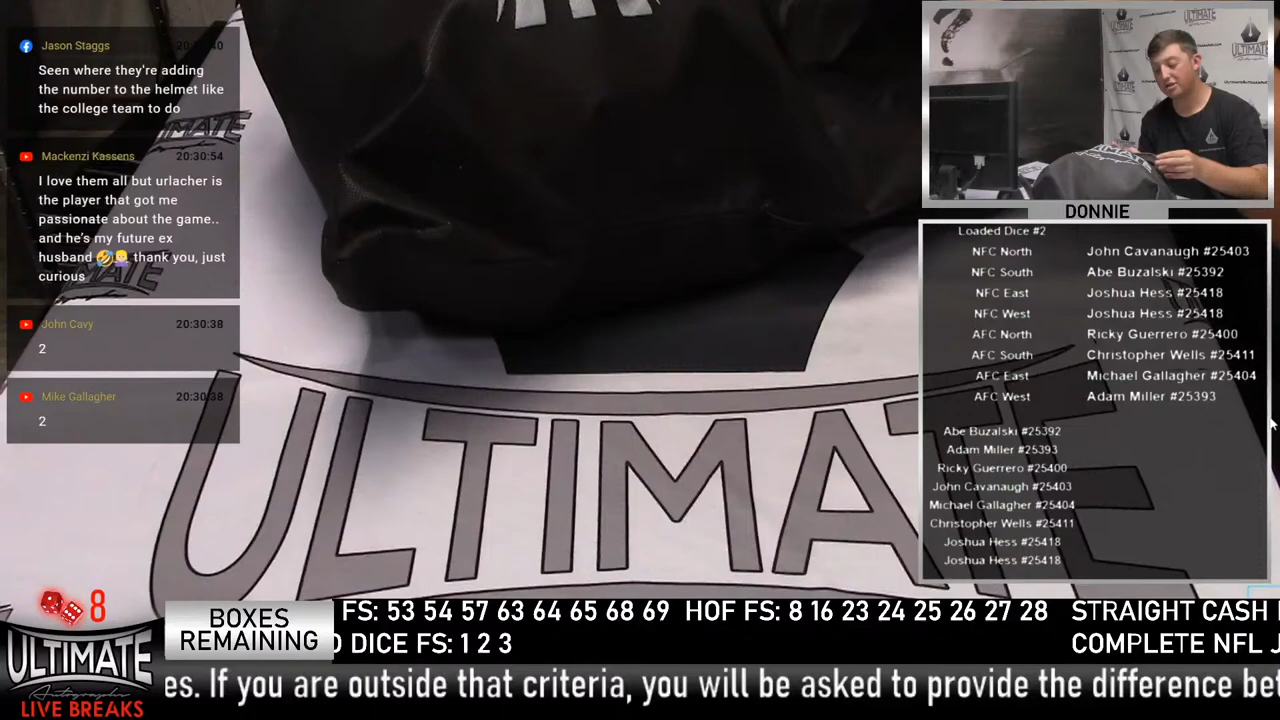 Jason Staggs 20:30:40
Seen where they're adding
the number to the helmet like
the college team to do
Mackenzi Kassens 20:30:54
I love them all but urlacher is
the player that got me
passionate about the game..
and he's my future ex
husband 🤣👱‍♀️ thank you, just
curious
John Cavy 20:30:38
2
Mike Gallagher 20:30:38
2
ULTIMATE
DONNIE
Loaded Dice #2
NFC North John Cavanaugh #25403
NFC South Abe Buzalski #25392
NFC East Joshua Hess #25418
NFC West Joshua Hess #25418
AFC North Ricky Guerrero #25400
AFC South Christopher Wells #25411
AFC East Michael Gallagher #25404
AFC West Adam Miller #25393
Abe Buzalski #25392
Adam Miller #25393
Ricky Guerrero #25400
John Cavanaugh #25403
Michael Gallagher #25404
Christopher Wells #25411
Joshua Hess #25418
Joshua Hess #25418
8
ULTIMATE
Autographs
LIVE BREAKS
BOXES
REMAINING
FS: 53 54 57 63 64 65 68 69 HOF FS: 8 16 23 24 25 26 27 28 STRAIGHT CASH
D DICE FS: 1 2 3 COMPLETE NFL J
es. If you are outside that criteria, you will be asked to provide the difference bet